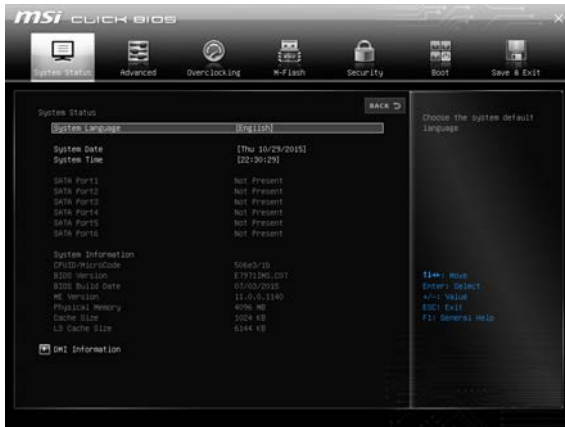 msi CLICK BIOS
X
System Status Advanced Overclocking M-Flash Security Boot Save & Exit
System Status
BACK
System Language [English]
System Date [Thu 10/29/2015]
System Time [22:30:29]
SATA Port1 Not Present
SATA Port2 Not Present
SATA Port3 Not Present
SATA Port4 Not Present
SATA Port5 Not Present
SATA Port6 Not Present
System Information
CPUID/MicroCode 506e3/1b
BIOS Version
BIOS Build Date 07/03/2015
ME Version 11.0.0.1140
Physical Memory 4096 MB
Cache Size 1024 KB
L3 Cache Size 6144 KB
DMI Information
Choose the system default
language
↑↓←→: Move
Enter: Select
+/-: Value
ESC: Exit
F1: General Help